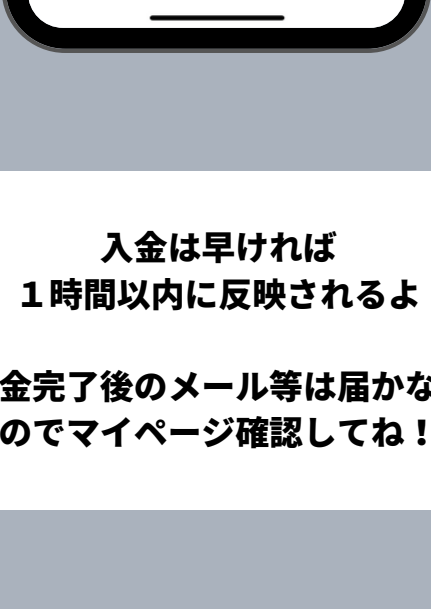 入金は早ければ
１時間以内に反映されるよ
金完了後のメール等は届かな
のでマイページ確認してね！